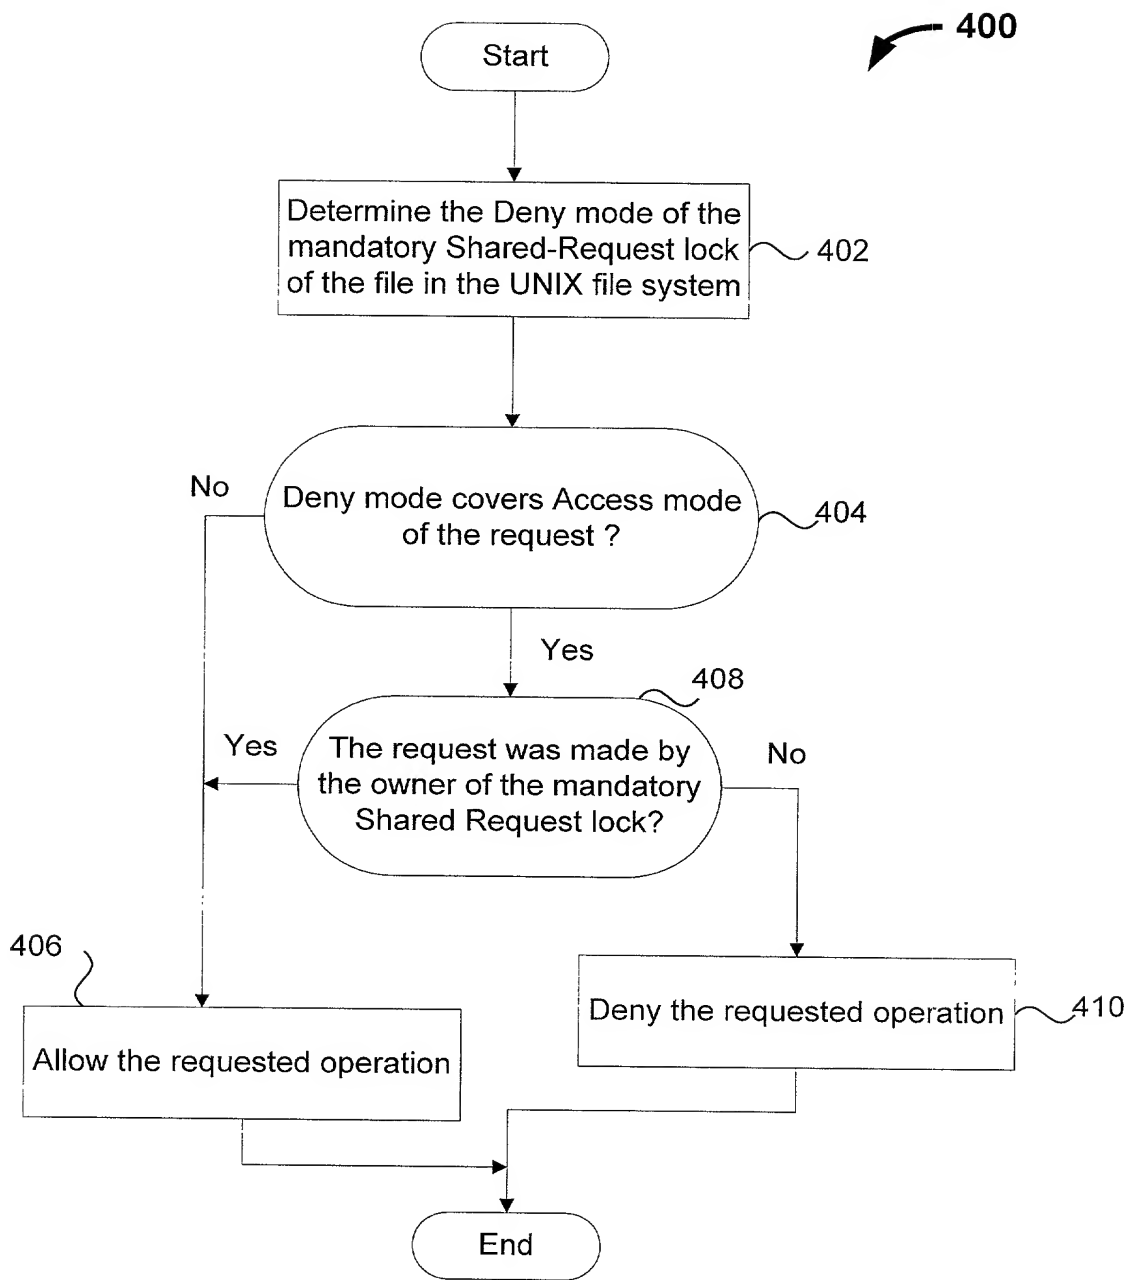 400
Start
Determine the Deny mode of the
mandatory Shared-Request lock
of the file in the UNIX file system
402
No
Deny mode covers Access mode
of the request ?
404
Yes
408
Yes
The request was made by
the owner of the mandatory
Shared Request lock?
No
406
Allow the requested operation
Deny the requested operation
410
End